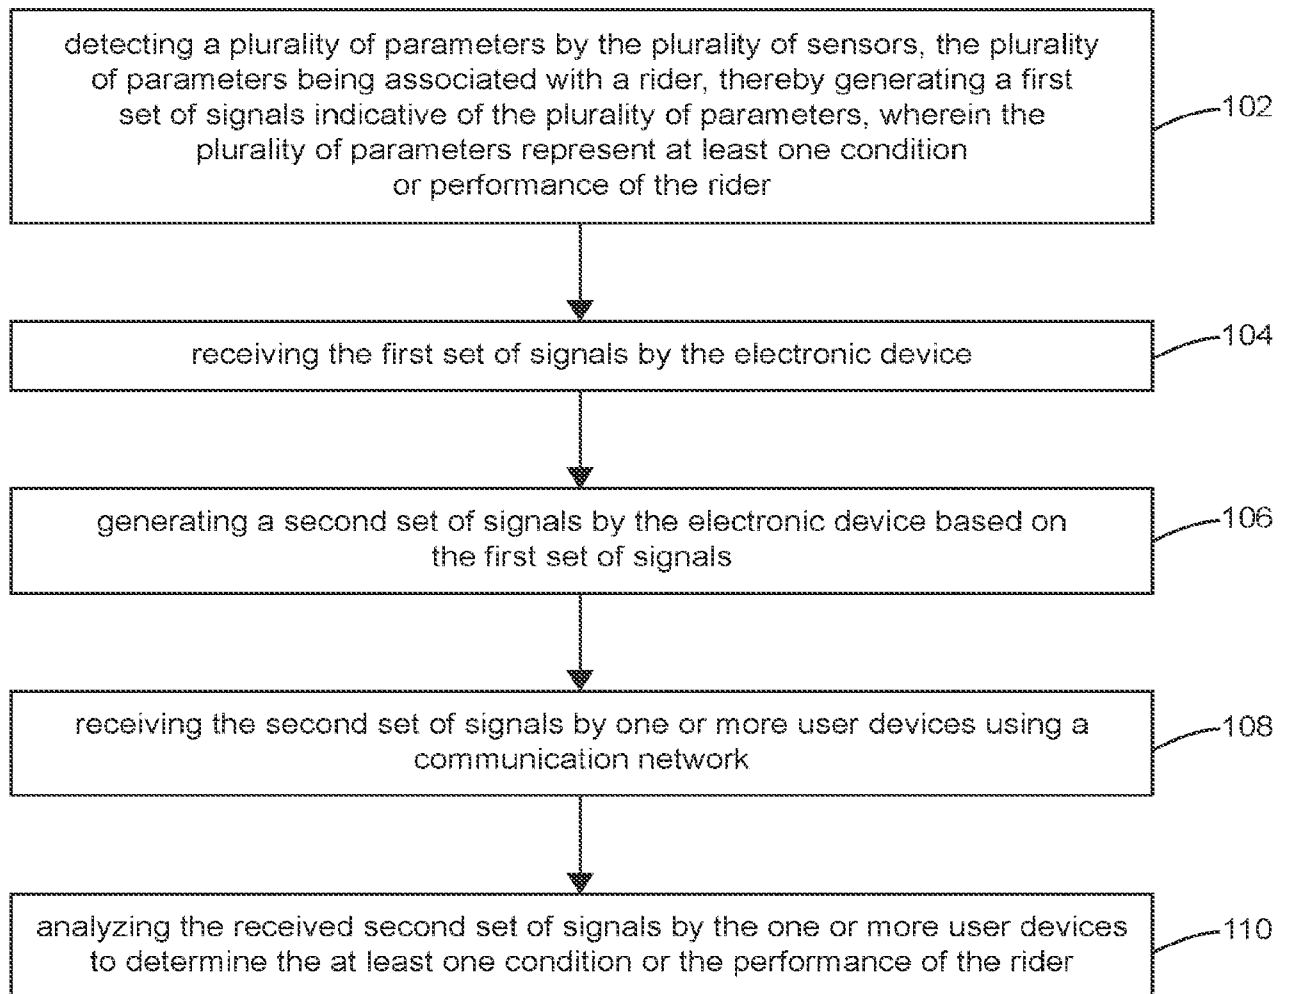 detecting a plurality of parameters by the plurality of sensors, the plurality
of parameters being associated with a rider, thereby generating a first
set of signals indicative of the plurality of parameters, wherein the
plurality of parameters represent at least one condition
or performance of the rider
102
receiving the first set of signals by the electronic device
104
generating a second set of signals by the electronic device based on
the first set of signals
106
receiving the second set of signals by one or more user devices using a
communication network
108
analyzing the received second set of signals by the one or more user devices
to determine the at least one condition or the performance of the rider
110